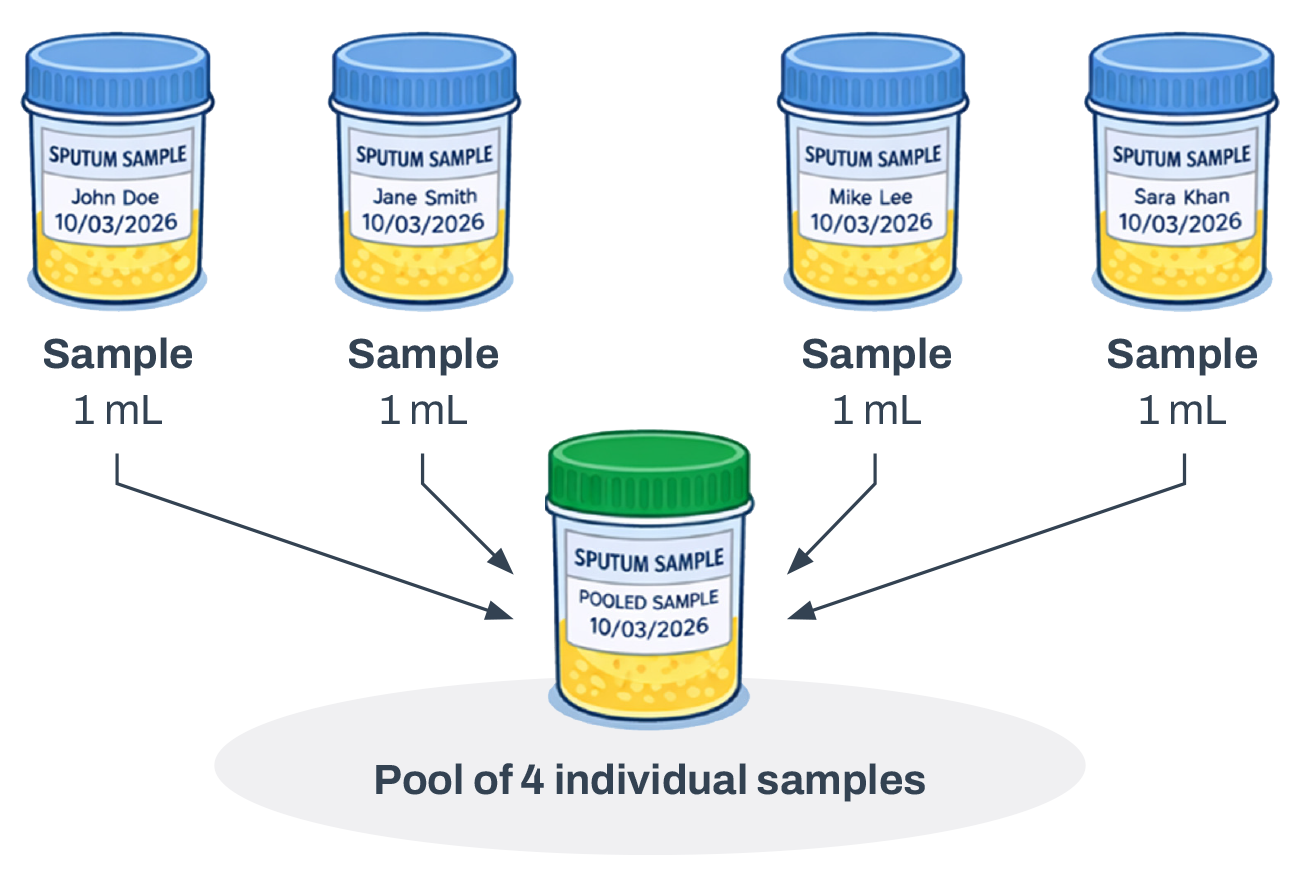 SPUTUM SAMPLE
John Doe
10/03/2026
SPUTUM SAMPLE
Jane Smith
10/03/2026
SPUTUM SAMPLE
Mike Lee
10/03/2026
SPUTUM SAMPLE
Sara Khan
10/03/2026
Sample
1 mL
Sample
1 mL
Sample
1 mL
Sample
1 mL
SPUTUM SAMPLE
POOLED SAMPLE
10/03/2026
Pool of 4 individual samples